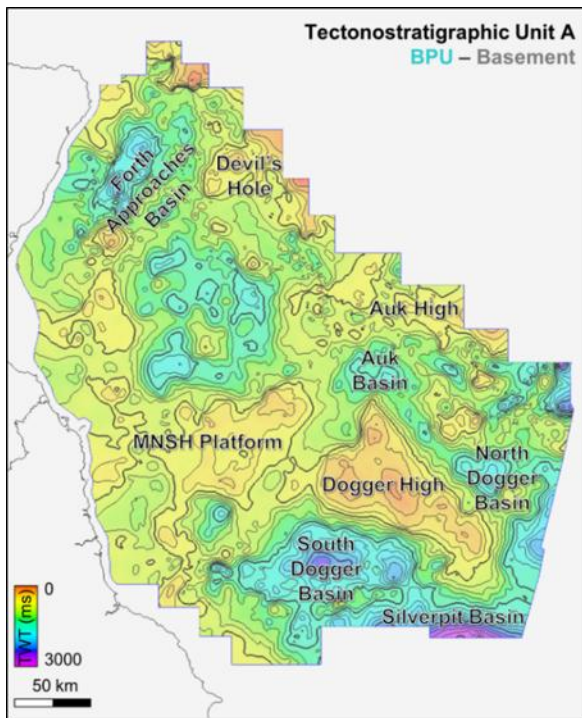 Tectonostratigraphic Unit A
BPU – Basement
Forth
Approaches
Basin
Devil's
Hole
Auk High
Auk
Basin
MNSH Platform
Dogger High
North
Dogger
Basin
South
Dogger
Basin
Silverpit Basin
TWT (ms)
0
3000
50 km